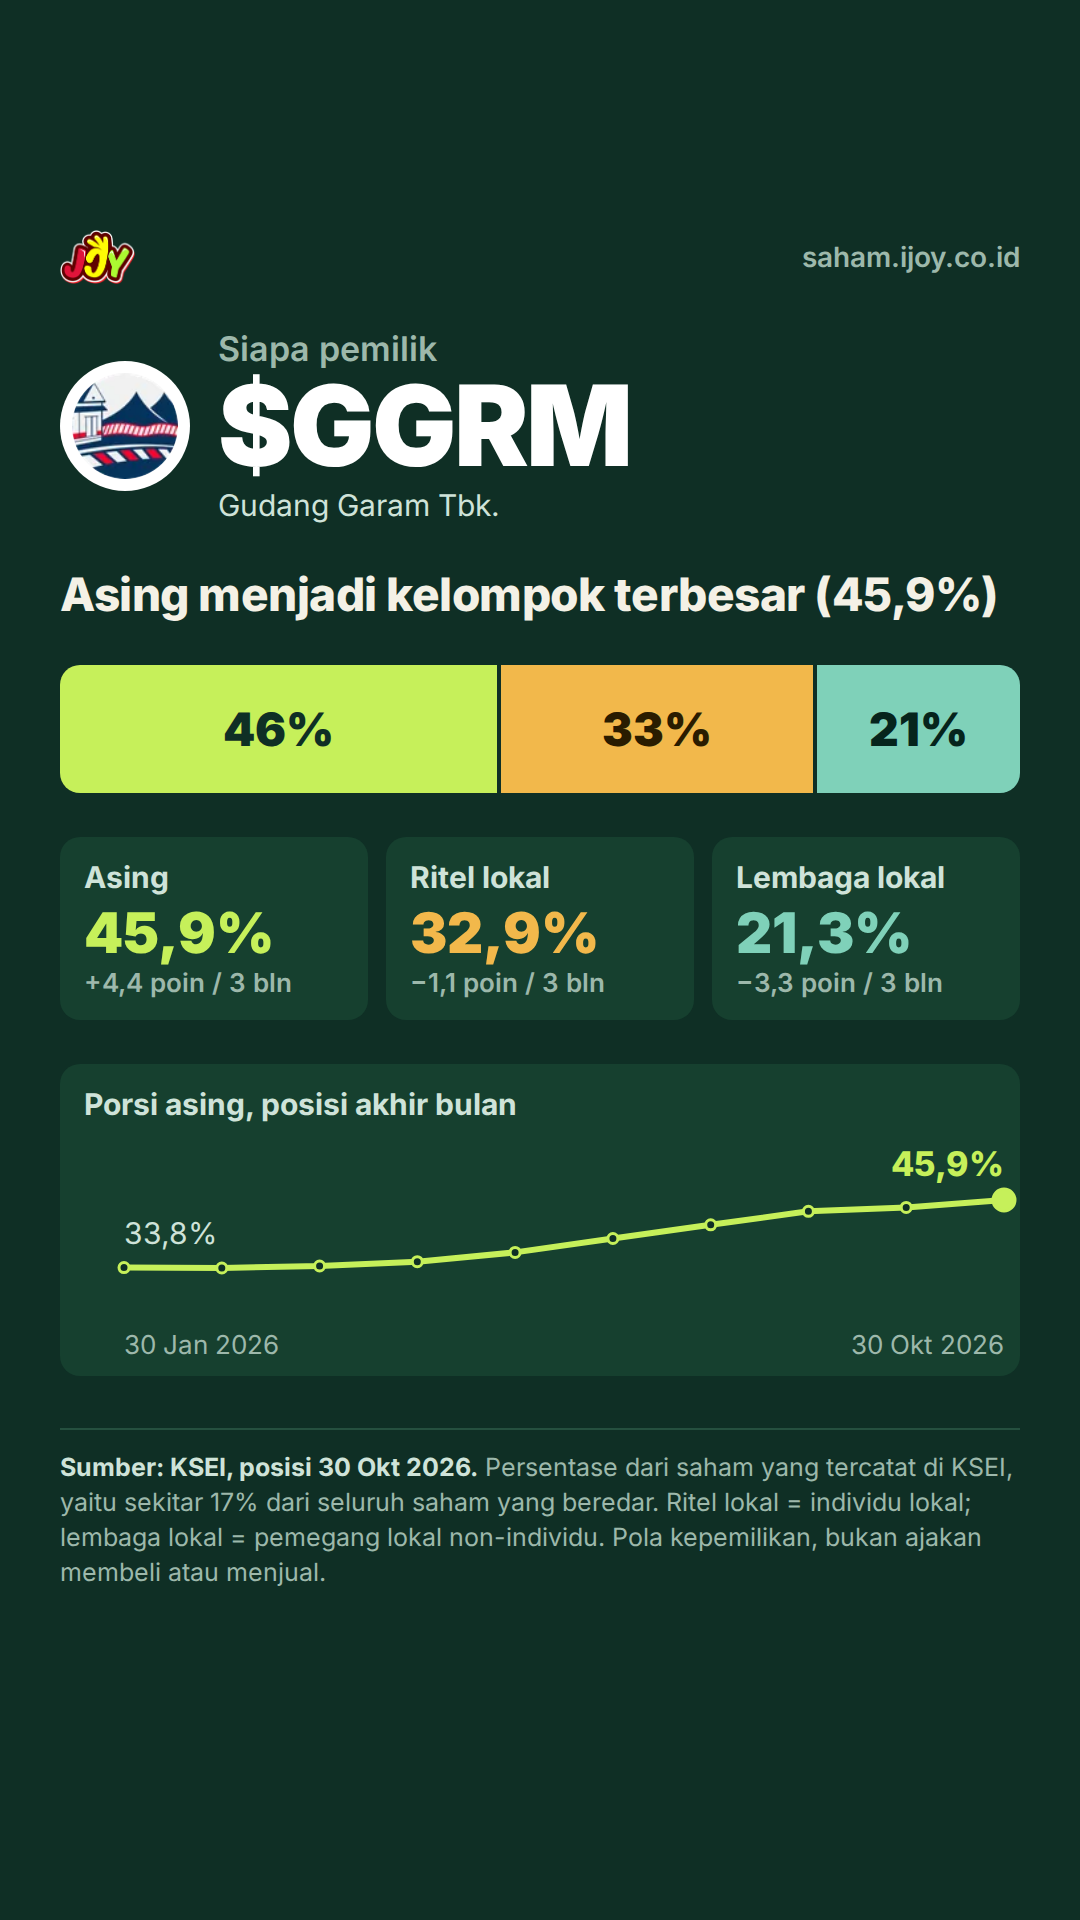 JOY
saham.ijoy.co.id
Siapa pemilik
$GGRM
Gudang Garam Tbk.
Asing menjadi kelompok terbesar (45,9%)
46% 33% 21%
Asing Ritel lokal Lembaga lokal
45,9% 32,9% 21,3%
+4,4 poin / 3 bln −1,1 poin / 3 bln −3,3 poin / 3 bln
Porsi asing, posisi akhir bulan
45,9%
33,8%
30 Jan 2026 30 Okt 2026
Sumber: KSEI, posisi 30 Okt 2026. Persentase dari saham yang tercatat di KSEI,
yaitu sekitar 17% dari seluruh saham yang beredar. Ritel lokal = individu lokal;
lembaga lokal = pemegang lokal non-individu. Pola kepemilikan, bukan ajakan
membeli atau menjual.